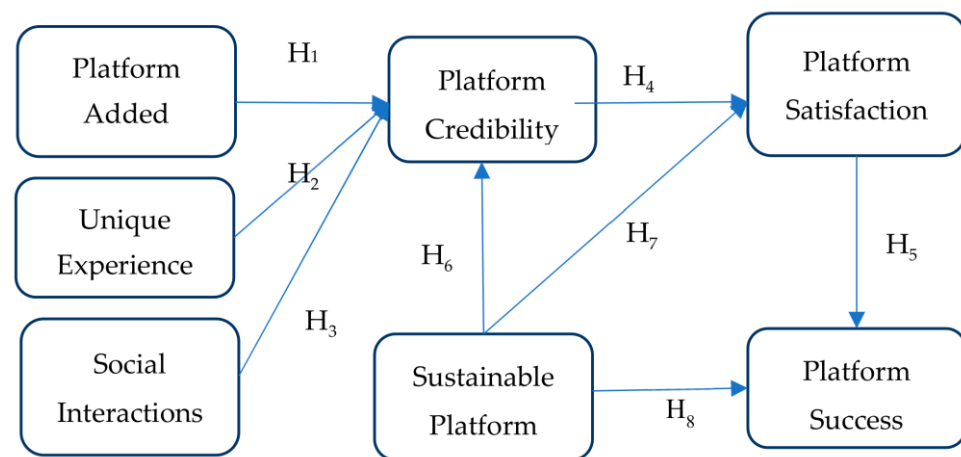 Platform
Added
H₁
Platform
Credibility
H₄
Platform
Satisfaction
Unique
Experience
H₂
H₆
H₇
H₅
Social
Interactions
H₃
Sustainable
Platform
H₈
Platform
Success